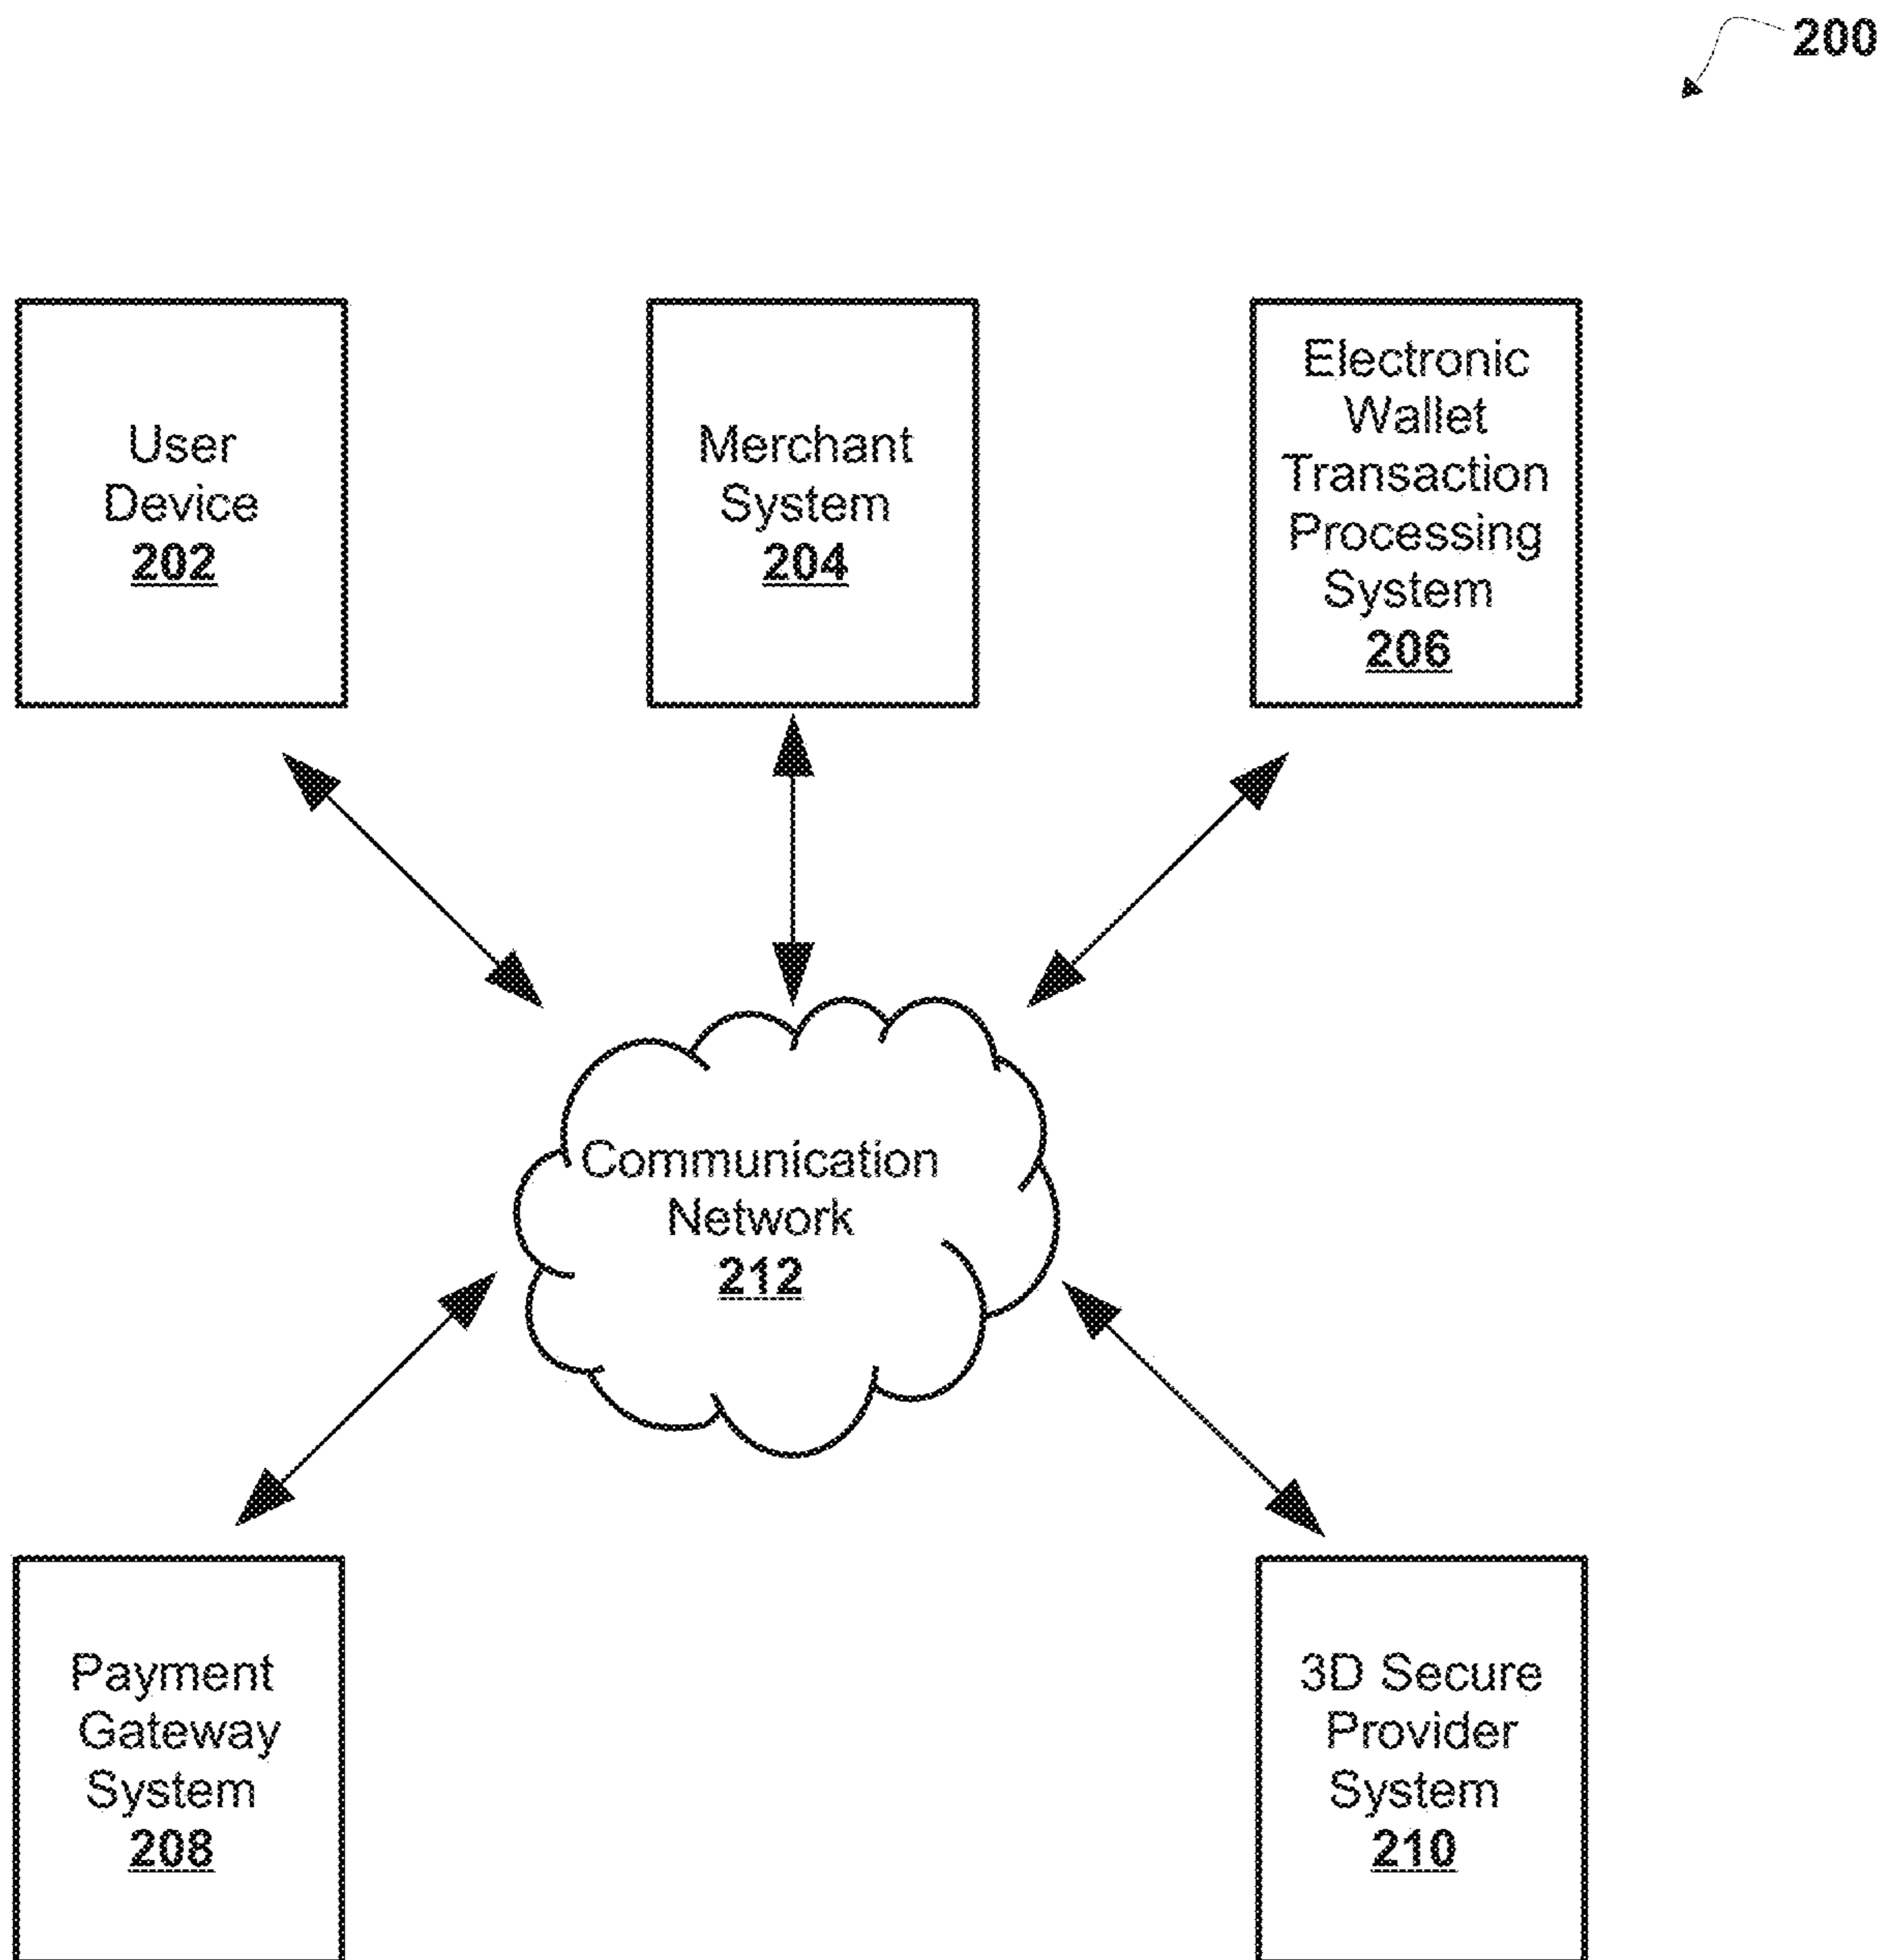 200
User
Device
202
Merchant
System
204
Electronic
Wallet
Transaction
Processing
System
206
Communication
Network
212
Payment
Gateway
System
208
3D Secure
Provider
System
210